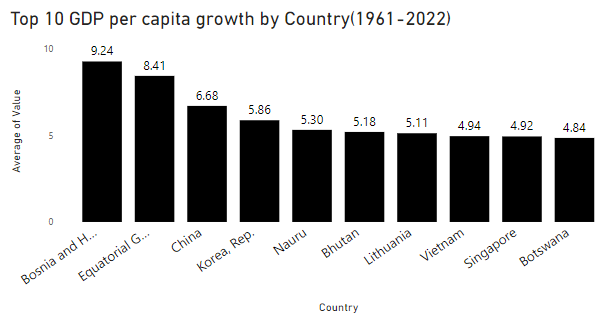 Top 10 GDP per capita growth by Country(1961-2022)
10
5
0
Average of Value
9.24
8.41
6.68
5.86
5.30
5.18
5.11
4.94
4.92
4.84
Bosnia and H...
Equatorial G...
China
Korea, Rep.
Nauru
Bhutan
Lithuania
Vietnam
Singapore
Botswana
Country